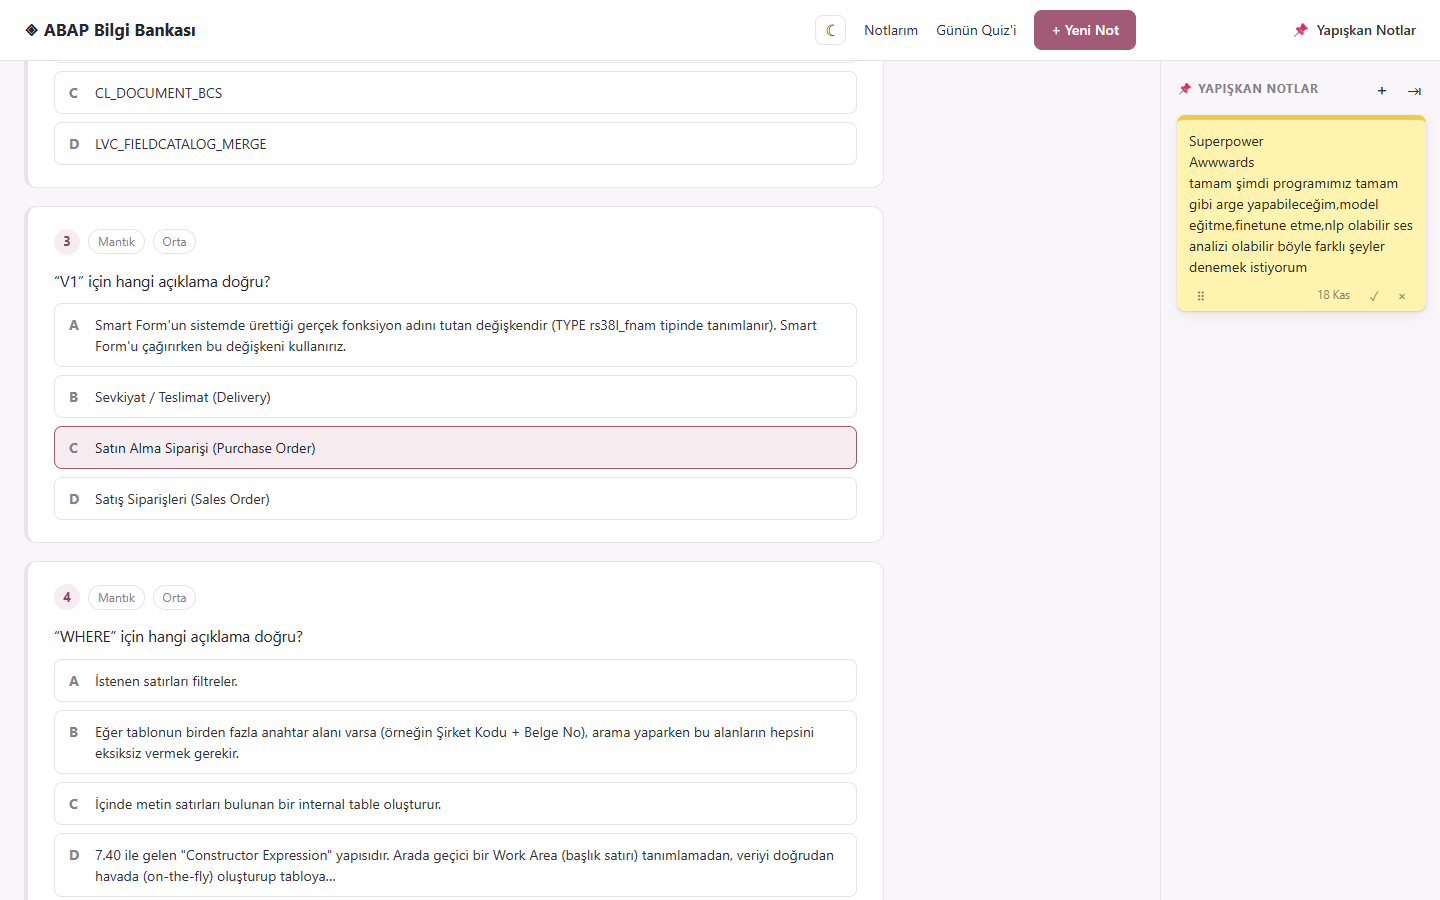 ◈ ABAP Bilgi Bankası
Notlarım
Günün Quiz'i
+ Yeni Not
📌 Yapışkan Notlar
C CL_DOCUMENT_BCS
D LVC_FIELDCATALOG_MERGE
3 Mantık Orta
“V1” için hangi açıklama doğru?
A Smart Form'un sistemde ürettiği gerçek fonksiyon adını tutan değişkendir (TYPE rs38l_fnam tipinde tanımlanır). Smart
Form'u çağırırken bu değişkeni kullanırız.
B Sevkiyat / Teslimat (Delivery)
C Satın Alma Siparişi (Purchase Order)
D Satış Siparişleri (Sales Order)
4 Mantık Orta
“WHERE” için hangi açıklama doğru?
A İstenen satırları filtreler.
B Eğer tablonun birden fazla anahtar alanı varsa (örneğin Şirket Kodu + Belge No), arama yaparken bu alanların hepsini
eksiksiz vermek gerekir.
C İçinde metin satırları bulunan bir internal table oluşturur.
D 7.40 ile gelen "Constructor Expression" yapısıdır. Arada geçici bir Work Area (başlık satırı) tanımlamadan, veriyi doğrudan
havada (on-the-fly) oluşturup tabloya...
📌 YAPIŞKAN NOTLAR + ⇥
Superpower
Awwwards
tamam şimdi programımız tamam
gibi arge yapabileceğim,model
eğitme,finetune etme,nlp olabilir ses
analizi olabilir böyle farklı şeyler
denemek istiyorum
⠿ 18 Kas ✓ ×